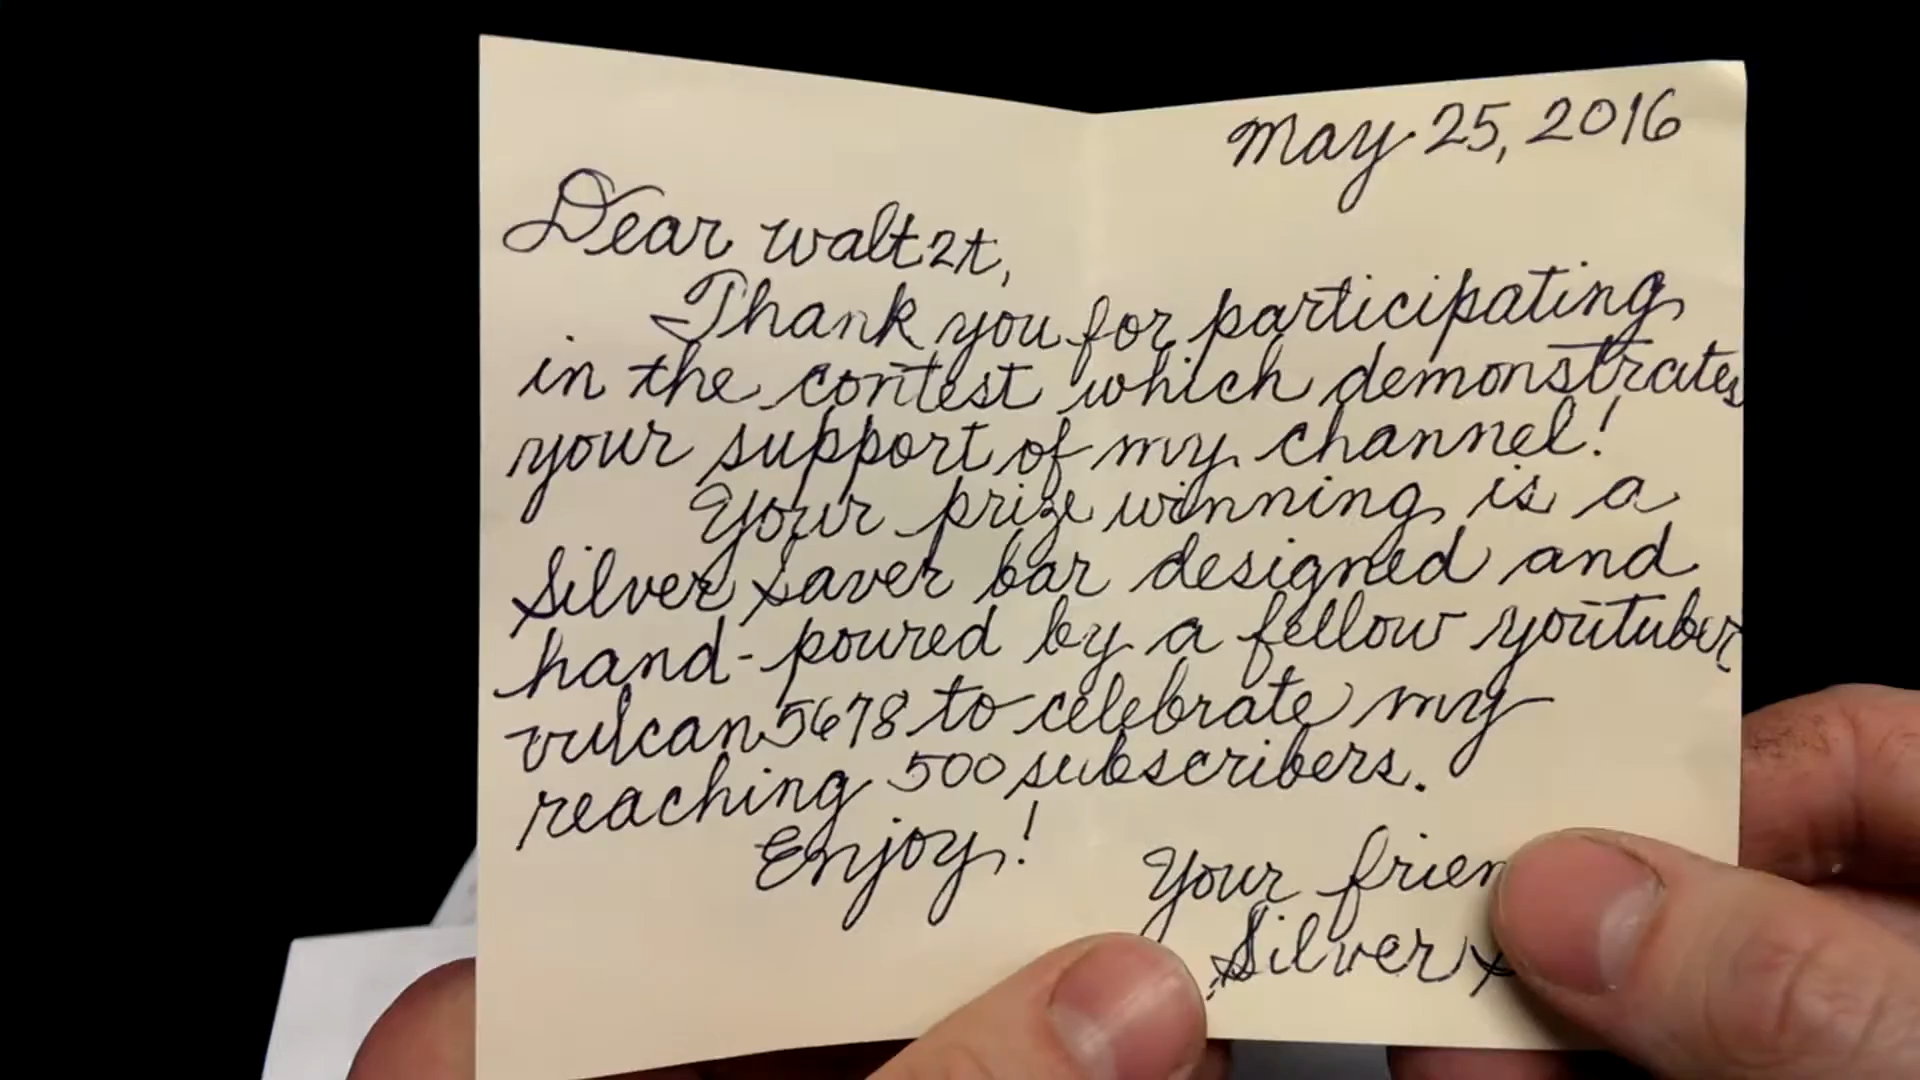 May 25, 2016
Dear waltzt,
Thank you for participating
in the contest which demonstrates
your support of my channel!
Your prize winning is a
Silver saver bar designed and
hand-poured by a fellow youtuber
vulcan5678 to celebrate my
reaching 500 subscribers.
Enjoy!
Your frien
Silver